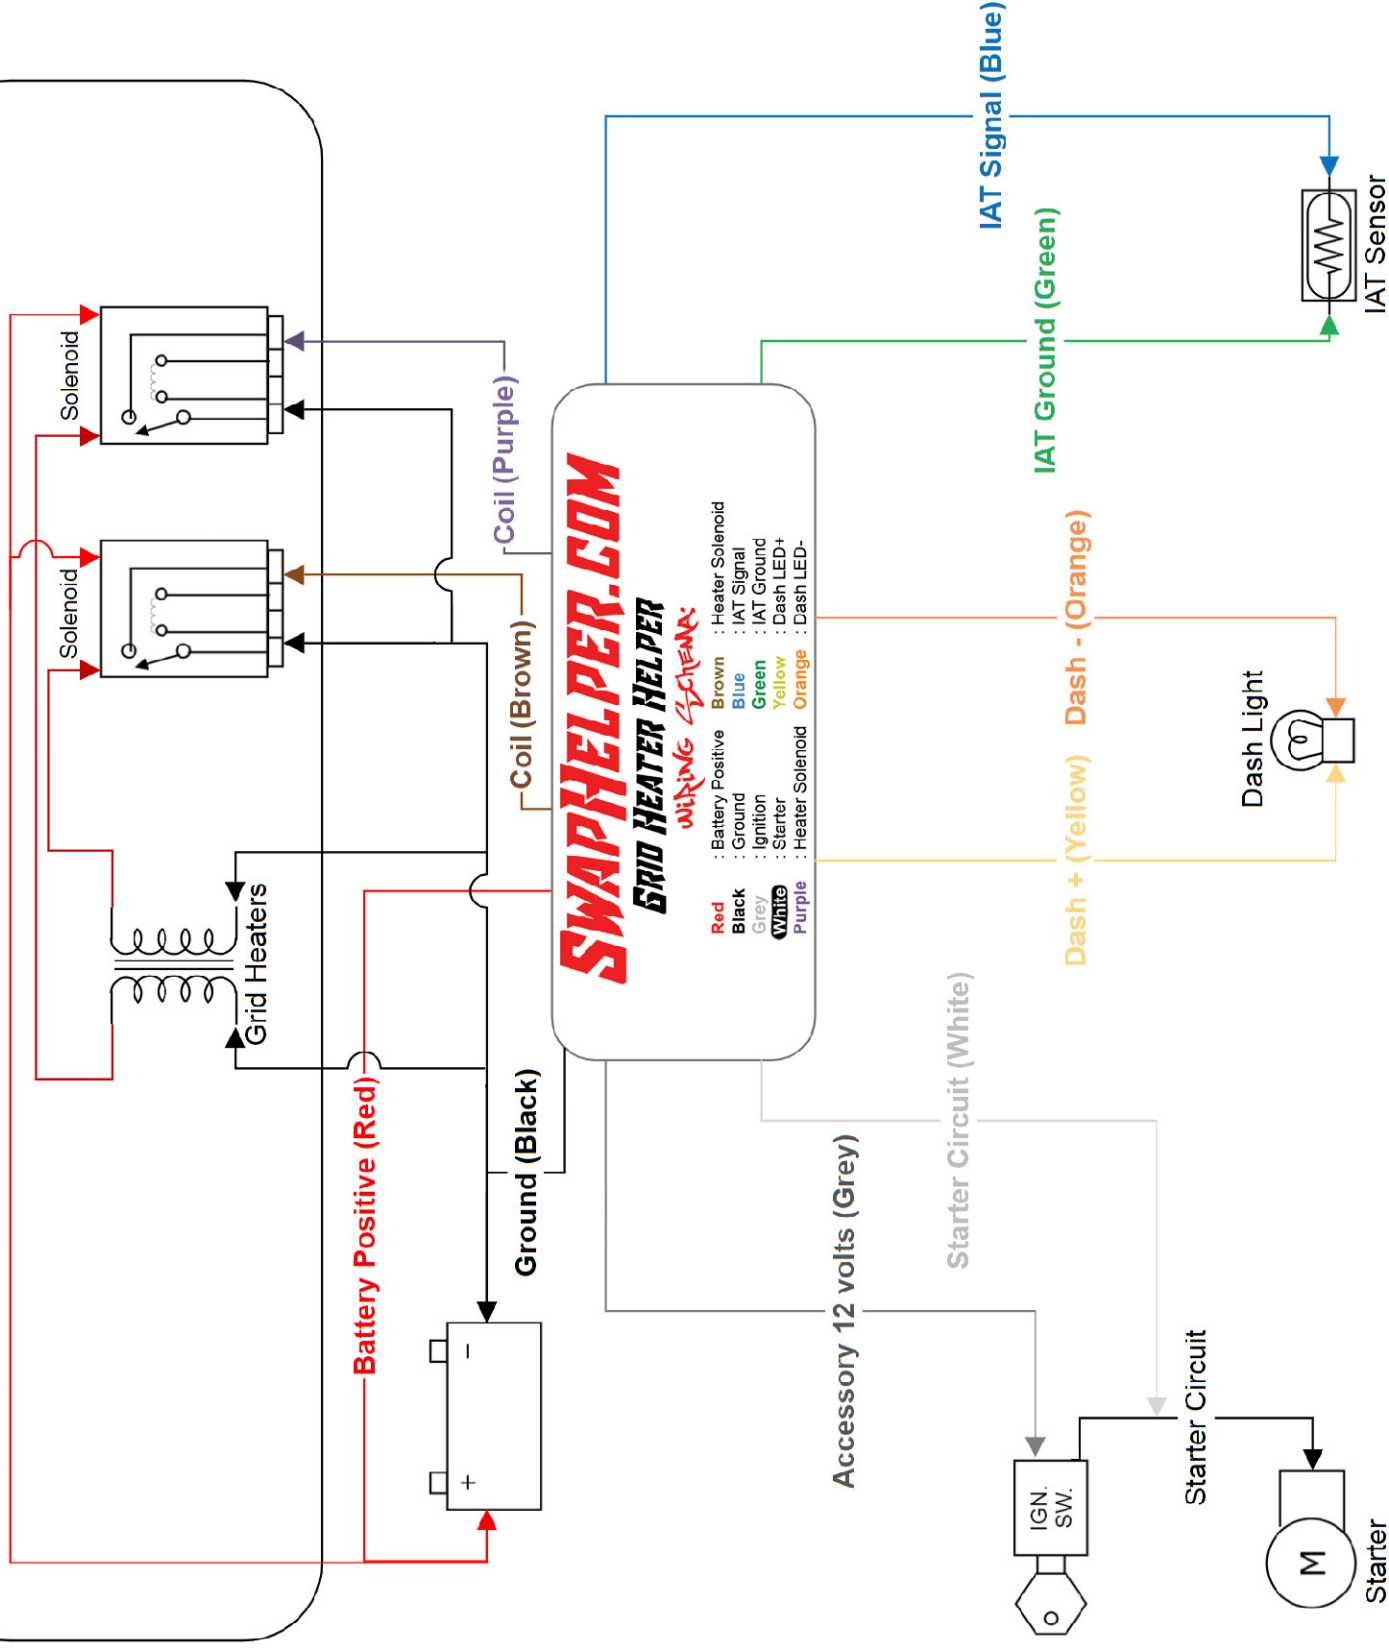 Solenoid
Solenoid
Grid Heaters
Battery Positive (Red)
Ground (Black)
Coil (Purple)
Coil (Brown)
+
-
SWAPHELPER.COM
GRID HEATER HELPER
WIRING SCHEMA:
Red : Battery Positive
Black : Ground
Grey : Ignition
White : Starter
Purple : Heater Solenoid
Brown : Heater Solenoid
Blue : IAT Signal
Green : IAT Ground
Yellow : Dash LED+
Orange : Dash LED-
Accessory 12 volts (Grey)
Starter Circuit (White)
Dash + (Yellow)
Dash - (Orange)
IAT Ground (Green)
IAT Signal (Blue)
IGN.
SW.
Starter Circuit
M
Starter
Dash Light
IAT Sensor